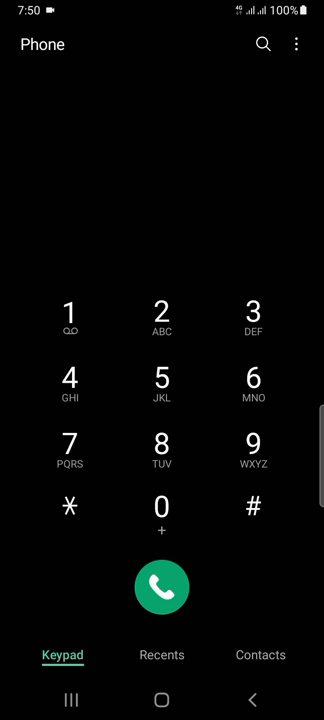 7:50 4G 100%
Phone
1 2 3
ABC DEF
4 5 6
GHI JKL MNO
7 8 9
PQRS TUV WXYZ
* 0 #
+
Keypad Recents Contacts